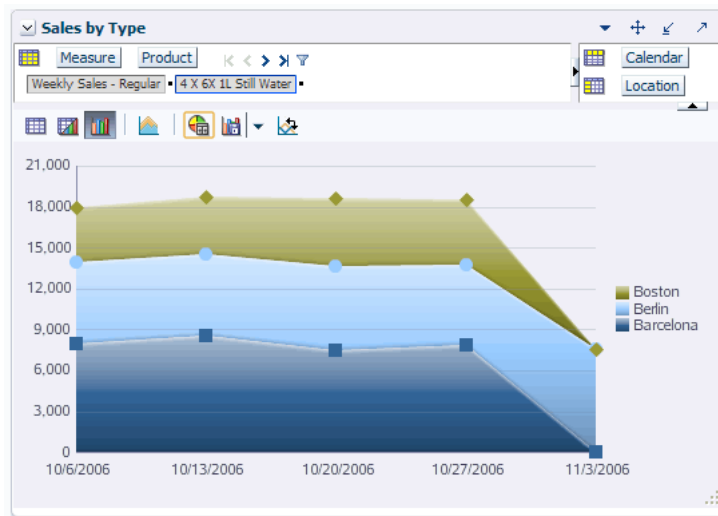 Sales by Type
Measure Product Calendar
Weekly Sales - Regular 4 X 6X 1L Still Water Location
21,000
18,000
15,000
12,000
9,000
6,000
3,000
0
10/6/2006 10/13/2006 10/20/2006 10/27/2006 11/3/2006
Boston
Berlin
Barcelona